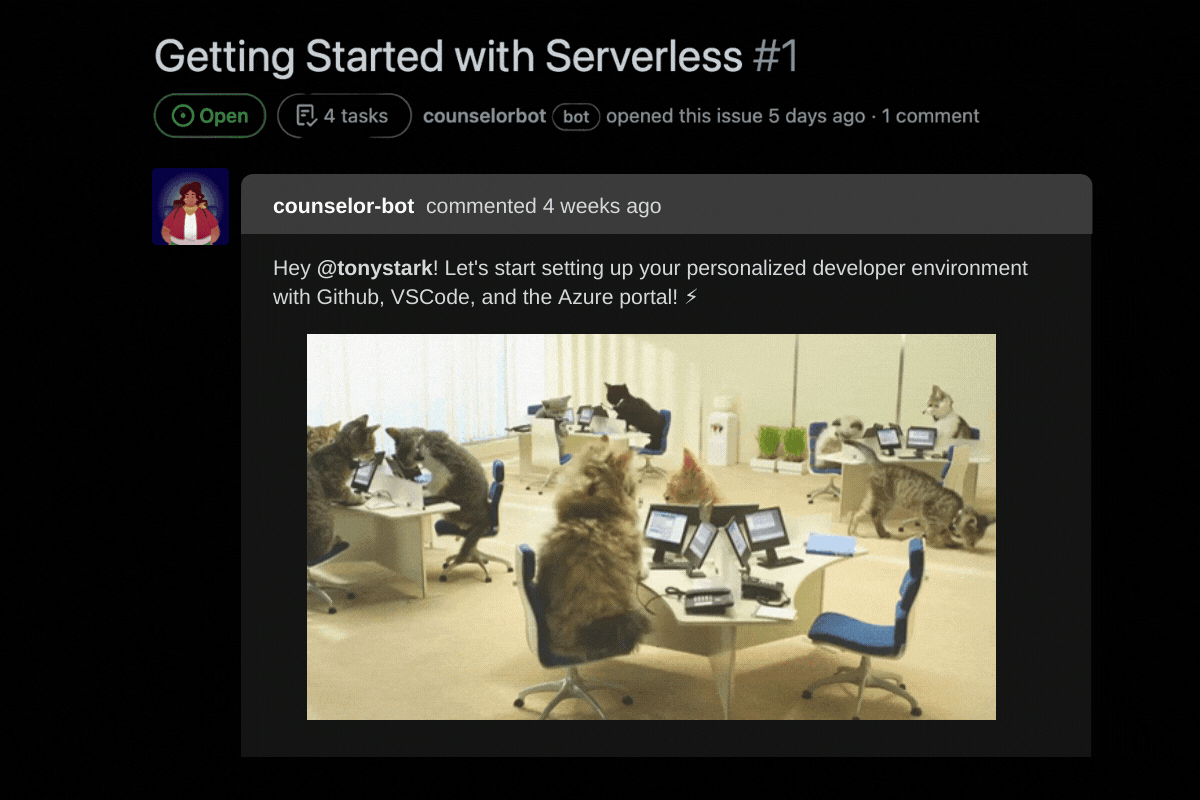 Getting Started with Serverless #1
Open 4 tasks counselorbot bot opened this issue 5 days ago · 1 comment
counselor-bot commented 4 weeks ago
Hey @tonystark! Let's start setting up your personalized developer environment
with Github, VSCode, and the Azure portal! ⚡